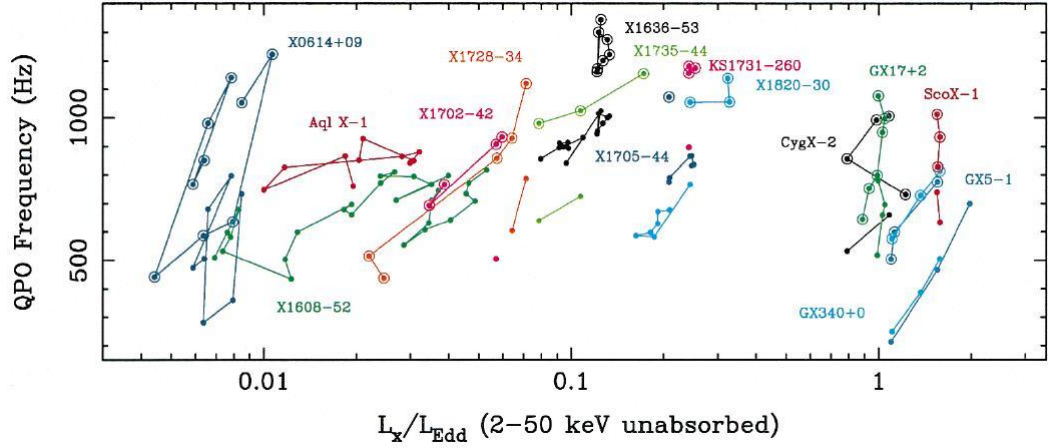 X1636-53
X0614+09
X1728-34
X1735-44
KS1731-260
GX17+2
X1820-30
ScoX-1
X1702-42
Aql X-1
CygX-2
X1705-44
GX5-1
X1608-52
GX340+0
QPO Frequency (Hz)
1000
500
0.01
0.1
1
Lx/LEdd (2-50 keV unabsorbed)